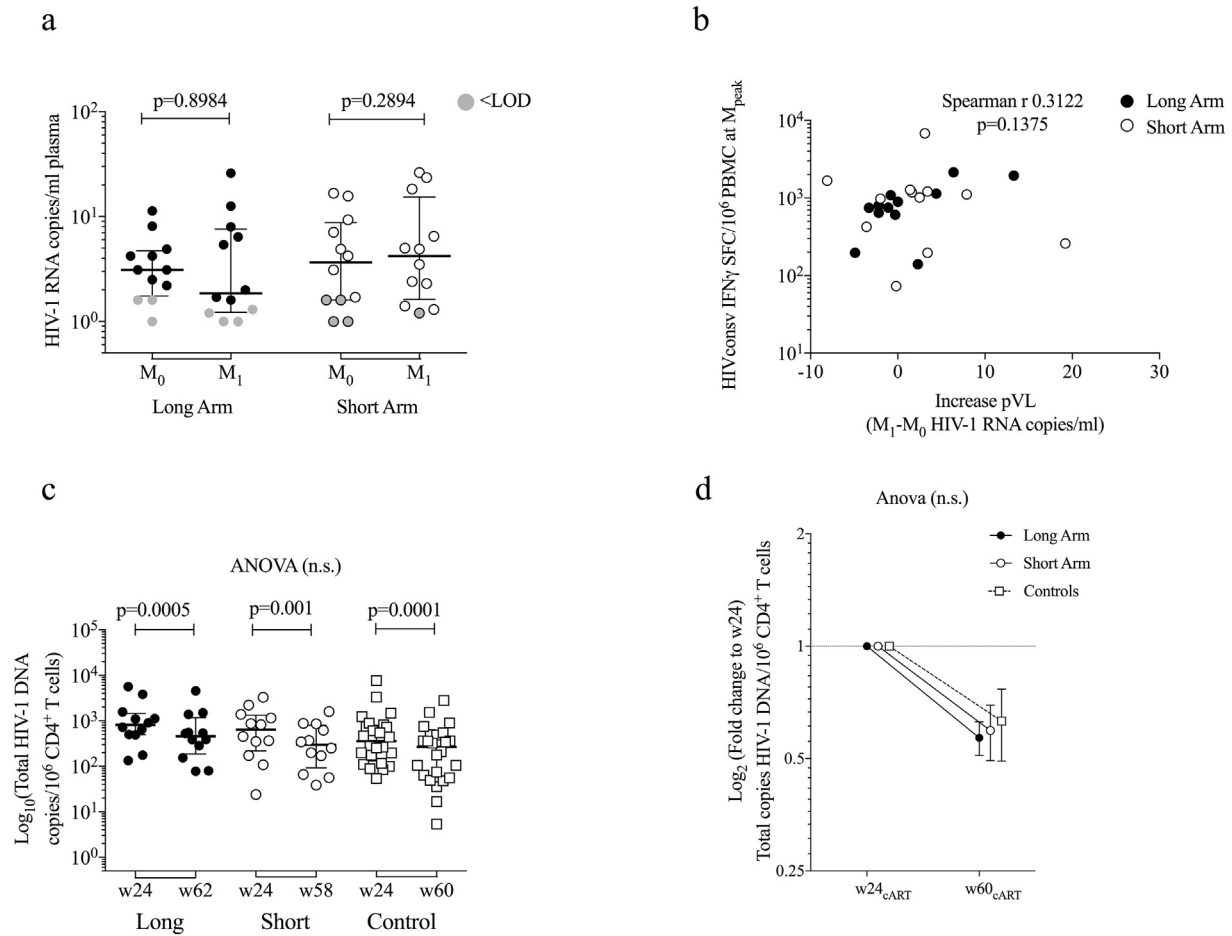 a
p=0.8984
p=0.2894
<LOD
HIV-1 RNA copies/ml plasma
10²
10¹
10⁰
M₀
M₁
M₀
M₁
Long Arm
Short Arm
b
Spearman r 0.3122
p=0.1375
Long Arm
Short Arm
HIVconsv IFNγ SFC/10⁶ PBMC at Mpeak
10⁴
10³
10²
10¹
-10
0
10
20
30
Increase pVL
(M₁-M₀ HIV-1 RNA copies/ml)
c
ANOVA (n.s.)
p=0.0005
p=0.001
p=0.0001
Log₁₀(Total HIV-1 DNA
copies/10⁶ CD4⁺ T cells)
10⁵
10⁴
10³
10²
10¹
10⁰
w24
w62
w24
w58
w24
w60
Long
Short
Control
d
Anova (n.s.)
Long Arm
Short Arm
Controls
Log₂ (Fold change to w24)
Total copies HIV-1 DNA/10⁶ CD4⁺ T cells
2
1
0.5
0.25
w24cART
w60cART